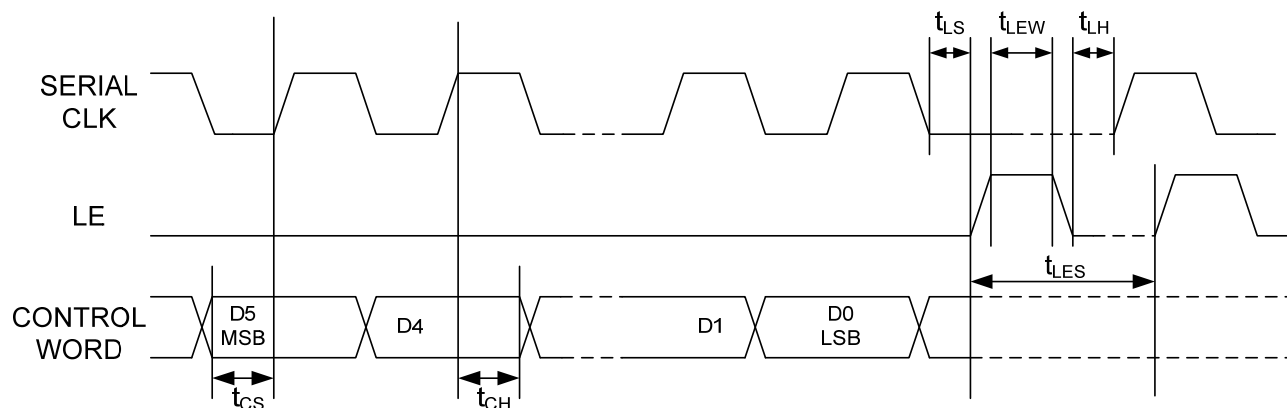 tLS
tLEW
tLH
SERIAL
CLK
LE
tLES
CONTROL
WORD
D5
MSB
D4
D1
D0
LSB
tCS
tCH